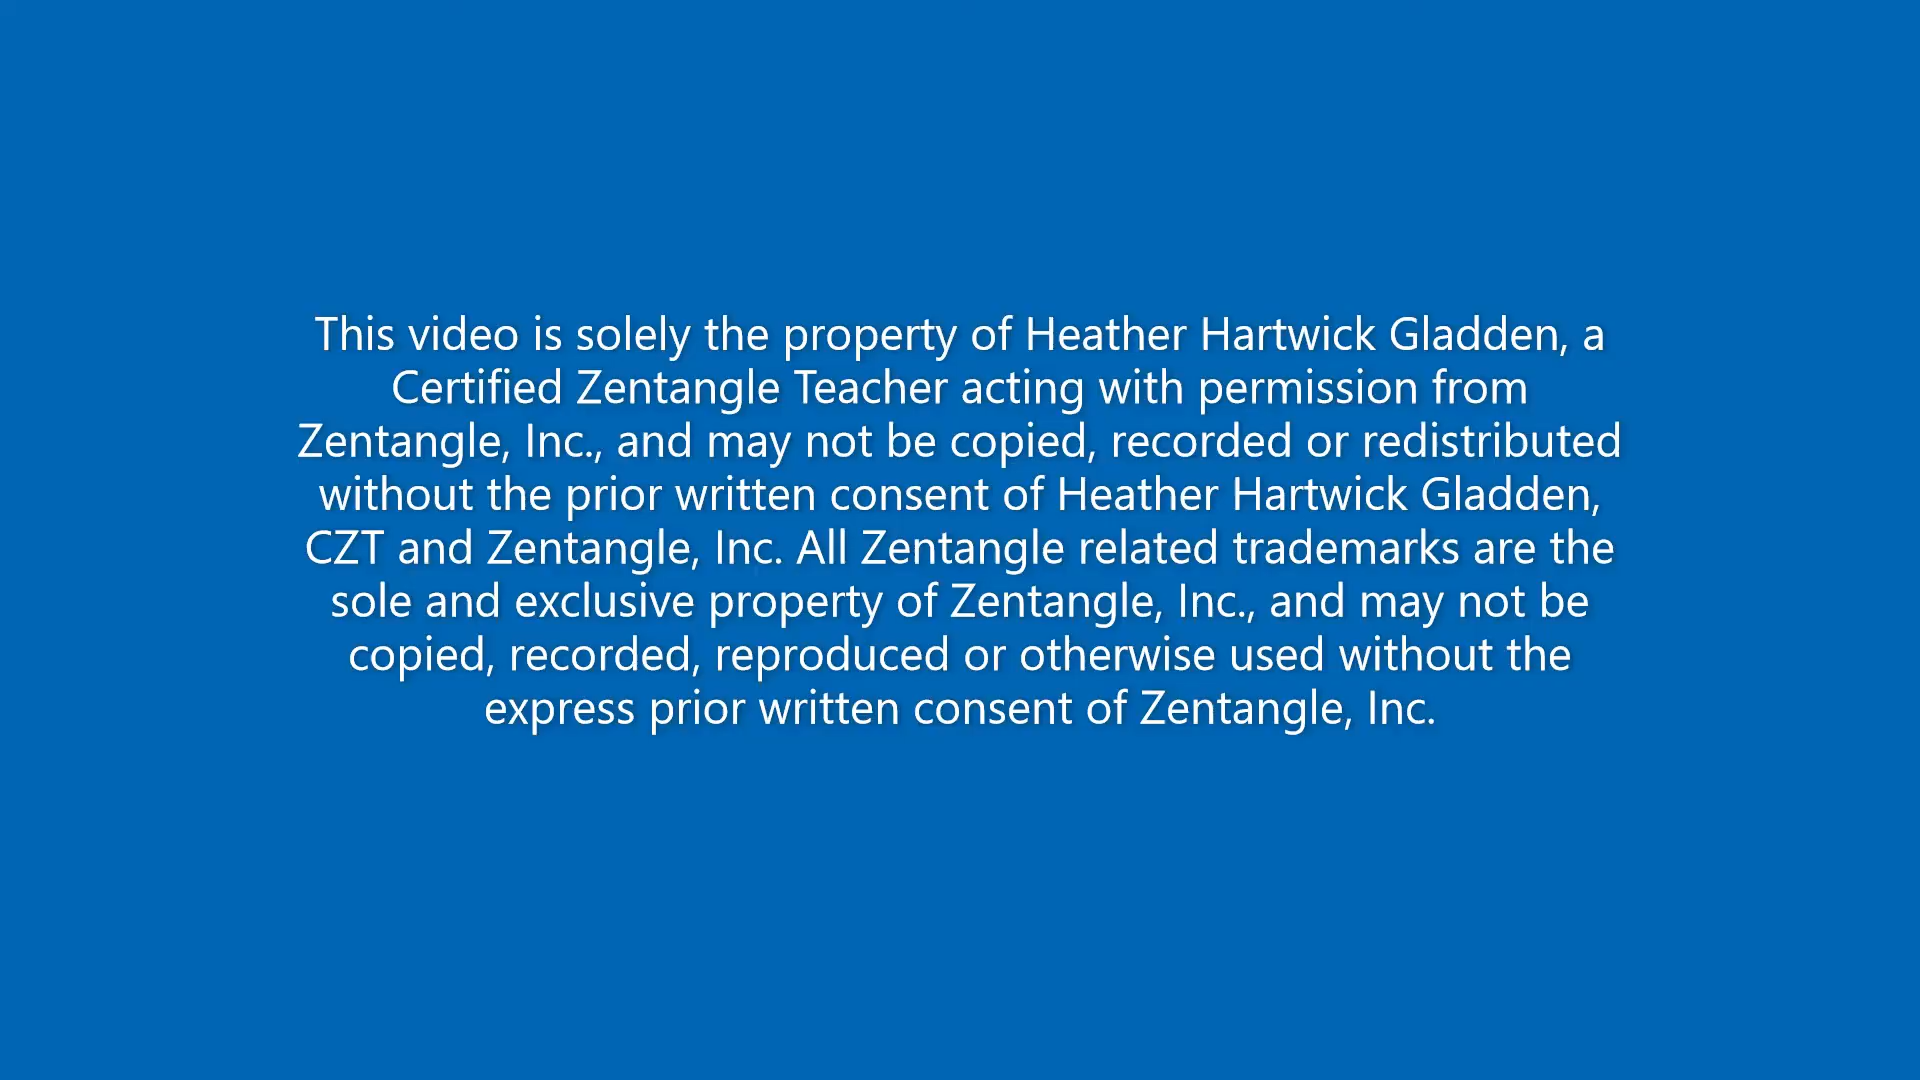 This video is solely the property of Heather Hartwick Gladden, a
Certified Zentangle Teacher acting with permission from
Zentangle, Inc., and may not be copied, recorded or redistributed
without the prior written consent of Heather Hartwick Gladden,
CZT and Zentangle, Inc. All Zentangle related trademarks are the
sole and exclusive property of Zentangle, Inc., and may not be
copied, recorded, reproduced or otherwise used without the
express prior written consent of Zentangle, Inc.